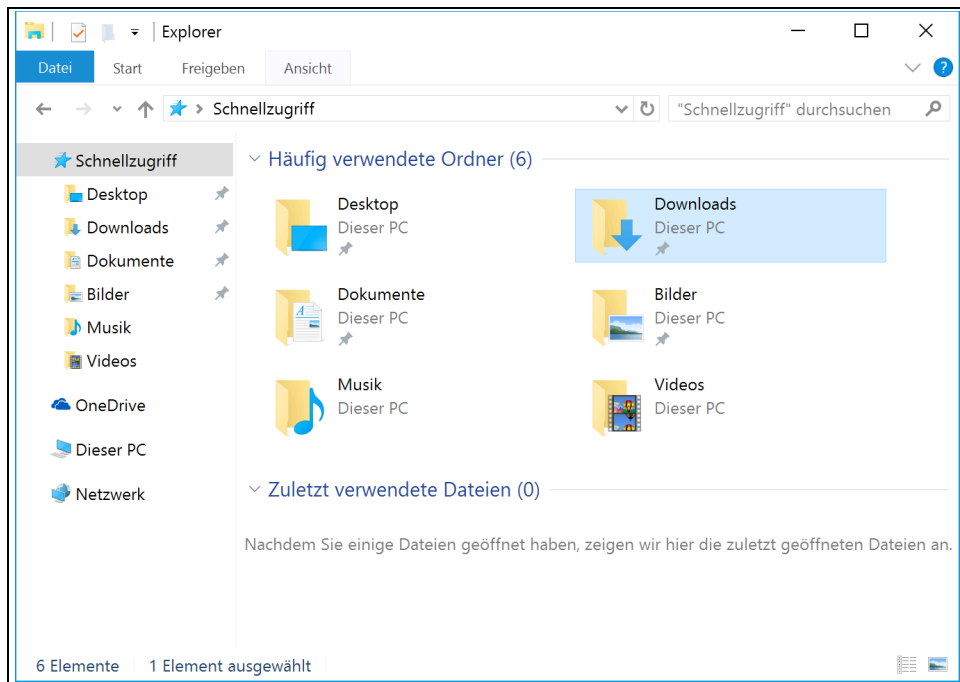 Explorer
Datei Start Freigeben Ansicht ?
Schnellzugriff "Schnellzugriff" durchsuchen
Schnellzugriff
Desktop
Downloads
Dokumente
Bilder
Musik
Videos
OneDrive
Dieser PC
Netzwerk
Häufig verwendete Ordner (6)
Desktop
Dieser PC
Downloads
Dieser PC
Dokumente
Dieser PC
Bilder
Dieser PC
Musik
Dieser PC
Videos
Dieser PC
Zuletzt verwendete Dateien (0)
Nachdem Sie einige Dateien geöffnet haben, zeigen wir hier die zuletzt geöffneten Dateien an.
6 Elemente 1 Element ausgewählt